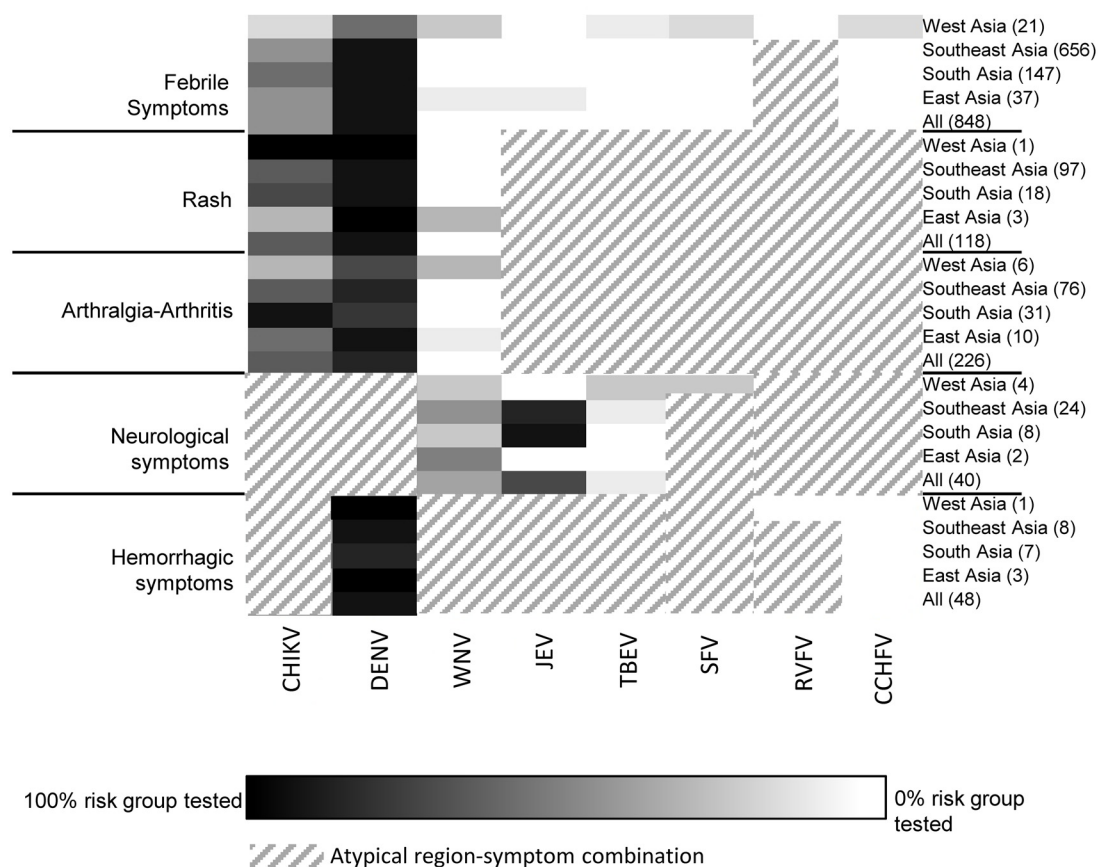 West Asia (21)
Southeast Asia (656)
South Asia (147)
East Asia (37)
All (848)
Febrile
Symptoms
West Asia (1)
Southeast Asia (97)
South Asia (18)
East Asia (3)
All (118)
Rash
West Asia (6)
Southeast Asia (76)
South Asia (31)
East Asia (10)
All (226)
Arthralgia-Arthritis
West Asia (4)
Southeast Asia (24)
South Asia (8)
East Asia (2)
All (40)
Neurological
symptoms
West Asia (1)
Southeast Asia (8)
South Asia (7)
East Asia (3)
All (48)
Hemorrhagic
symptoms
CHIKV
DENV
WNV
JEV
TBEV
SFV
RVFV
CCHFV
100% risk group tested
0% risk group
tested
Atypical region-symptom combination